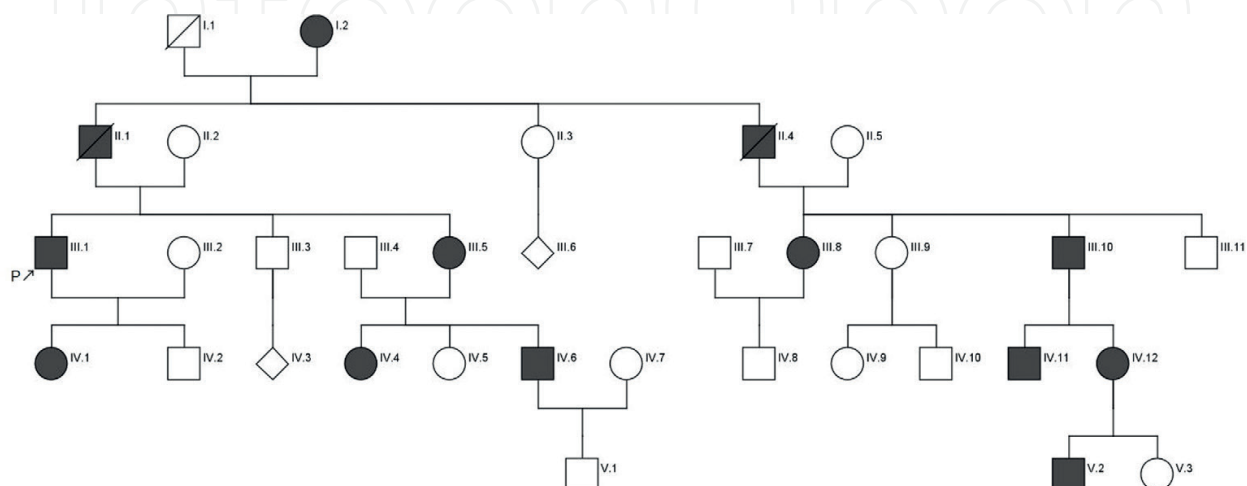 I.1 I.2
II.1 II.2 II.3 II.4 II.5
III.1 III.2 III.3 III.4 III.5 III.6 III.7 III.8 III.9 III.10 III.11
P
IV.1 IV.2 IV.3 IV.4 IV.5 IV.6 IV.7 IV.8 IV.9 IV.10 IV.11 IV.12
V.1 V.2 V.3